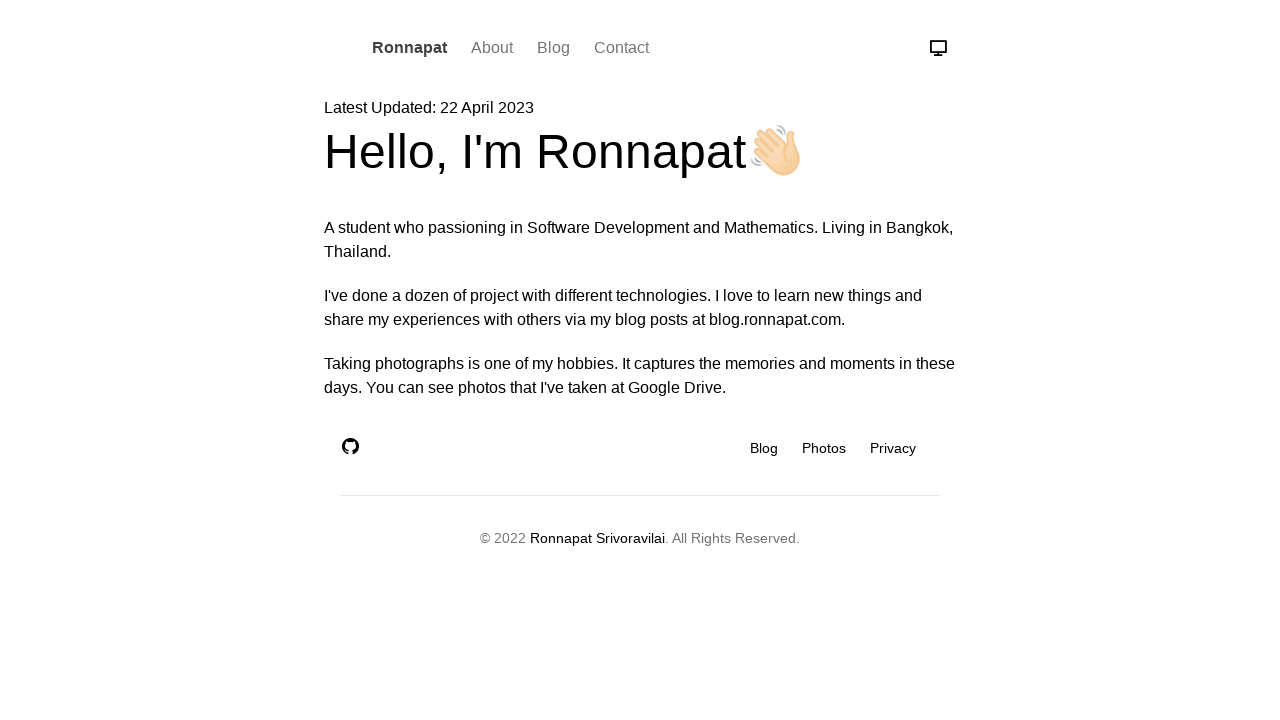 Ronnapat About Blog Contact
Latest Updated: 22 April 2023
Hello, I'm Ronnapat👋🏻
A student who passioning in Software Development and Mathematics. Living in Bangkok,
Thailand.
I've done a dozen of project with different technologies. I love to learn new things and
share my experiences with others via my blog posts at blog.ronnapat.com.
Taking photographs is one of my hobbies. It captures the memories and moments in these
days. You can see photos that I've taken at Google Drive.
Blog Photos Privacy
© 2022 Ronnapat Srivoravilai. All Rights Reserved.